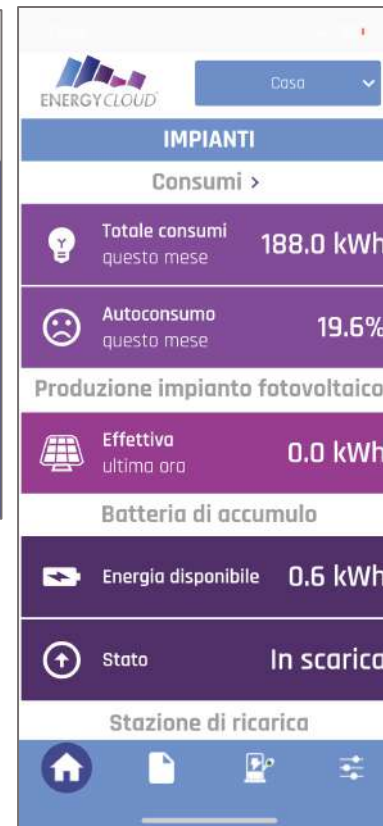 ENERGYCLOUD
Casa
IMPIANTI
Consumi >
Totale consumi
questo mese
188.0 kWh
Autoconsumo
questo mese
19.6%
Produzione impianto fotovoltaico
Effettiva
ultima ora
0.0 kWh
Batteria di accumulo
Energia disponibile 0.6 kWh
Stato In scarica
Stazione di ricarica